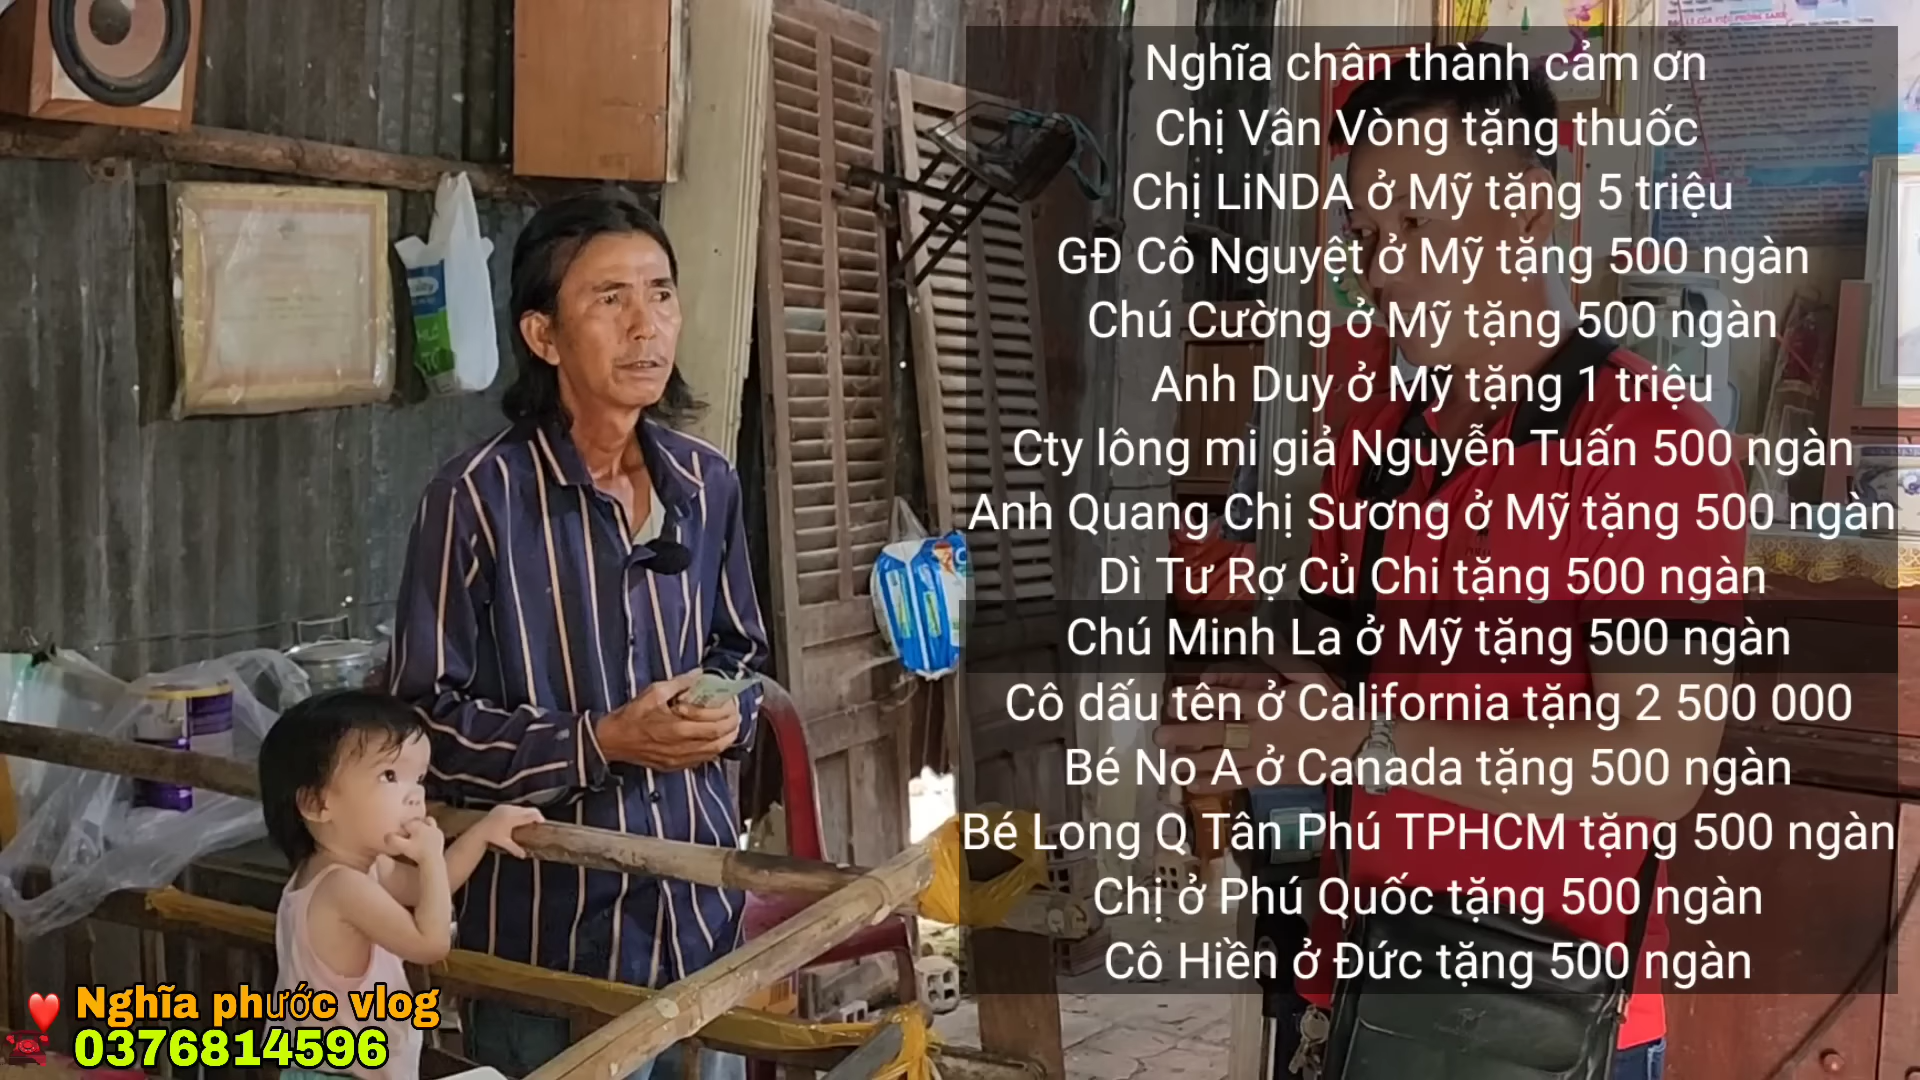 Nghĩa chân thành cảm ơn
Chị Vân Vòng tặng thuốc
Chị LiNDA ở Mỹ tặng 5 triệu
GĐ Cô Nguyệt ở Mỹ tặng 500 ngàn
Chú Cường ở Mỹ tặng 500 ngàn
Anh Duy ở Mỹ tặng 1 triệu
Cty lông mi giả Nguyễn Tuấn 500 ngàn
Anh Quang Chị Sương ở Mỹ tặng 500 ngàn
Dì Tư Rợ Củ Chi tặng 500 ngàn
Chú Minh La ở Mỹ tặng 500 ngàn
Cô dấu tên ở California tặng 2 500 000
Bé No A ở Canada tặng 500 ngàn
Bé Long Q Tân Phú TPHCM tặng 500 ngàn
Chị ở Phú Quốc tặng 500 ngàn
Cô Hiền ở Đức tặng 500 ngàn
Nghĩa phước vlog
0376814596